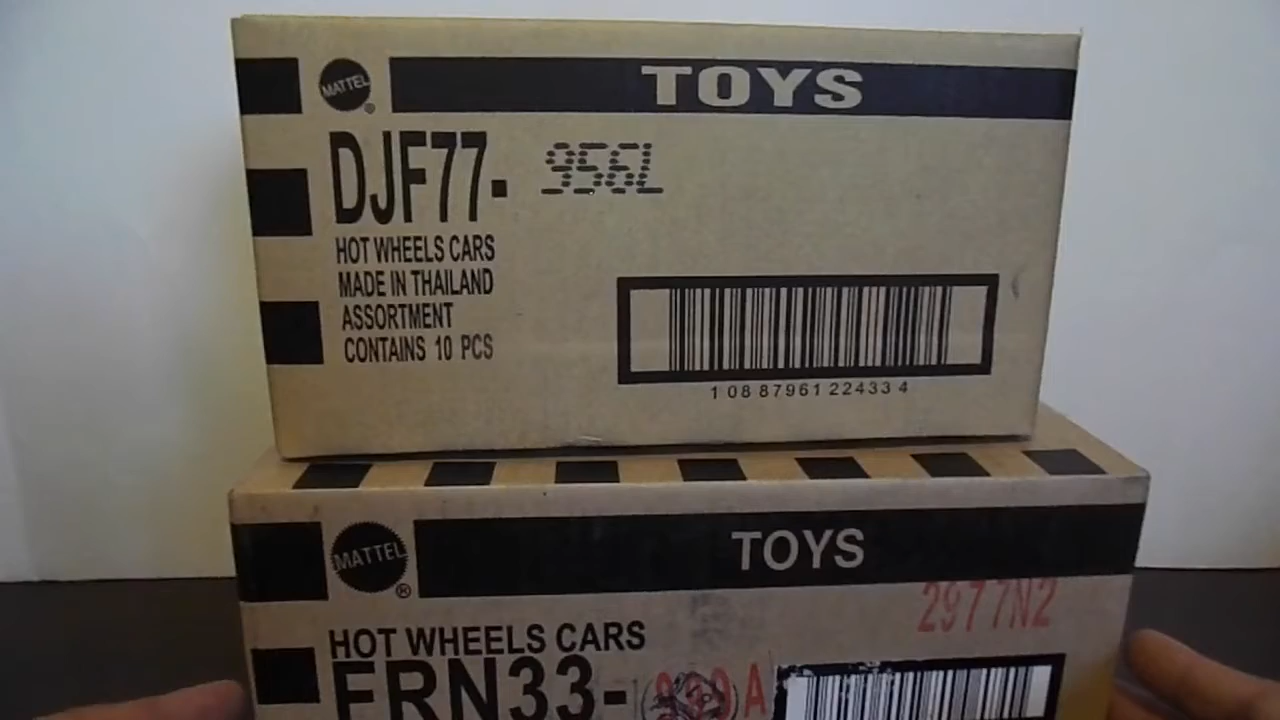 MATTEL
®
TOYS
DJF77- 956L
HOT WHEELS CARS
MADE IN THAILAND
ASSORTMENT
CONTAINS 10 PCS
1 08 87961 22433 4
MATTEL
®
TOYS
2977N2
HOT WHEELS CARS
FRN33-